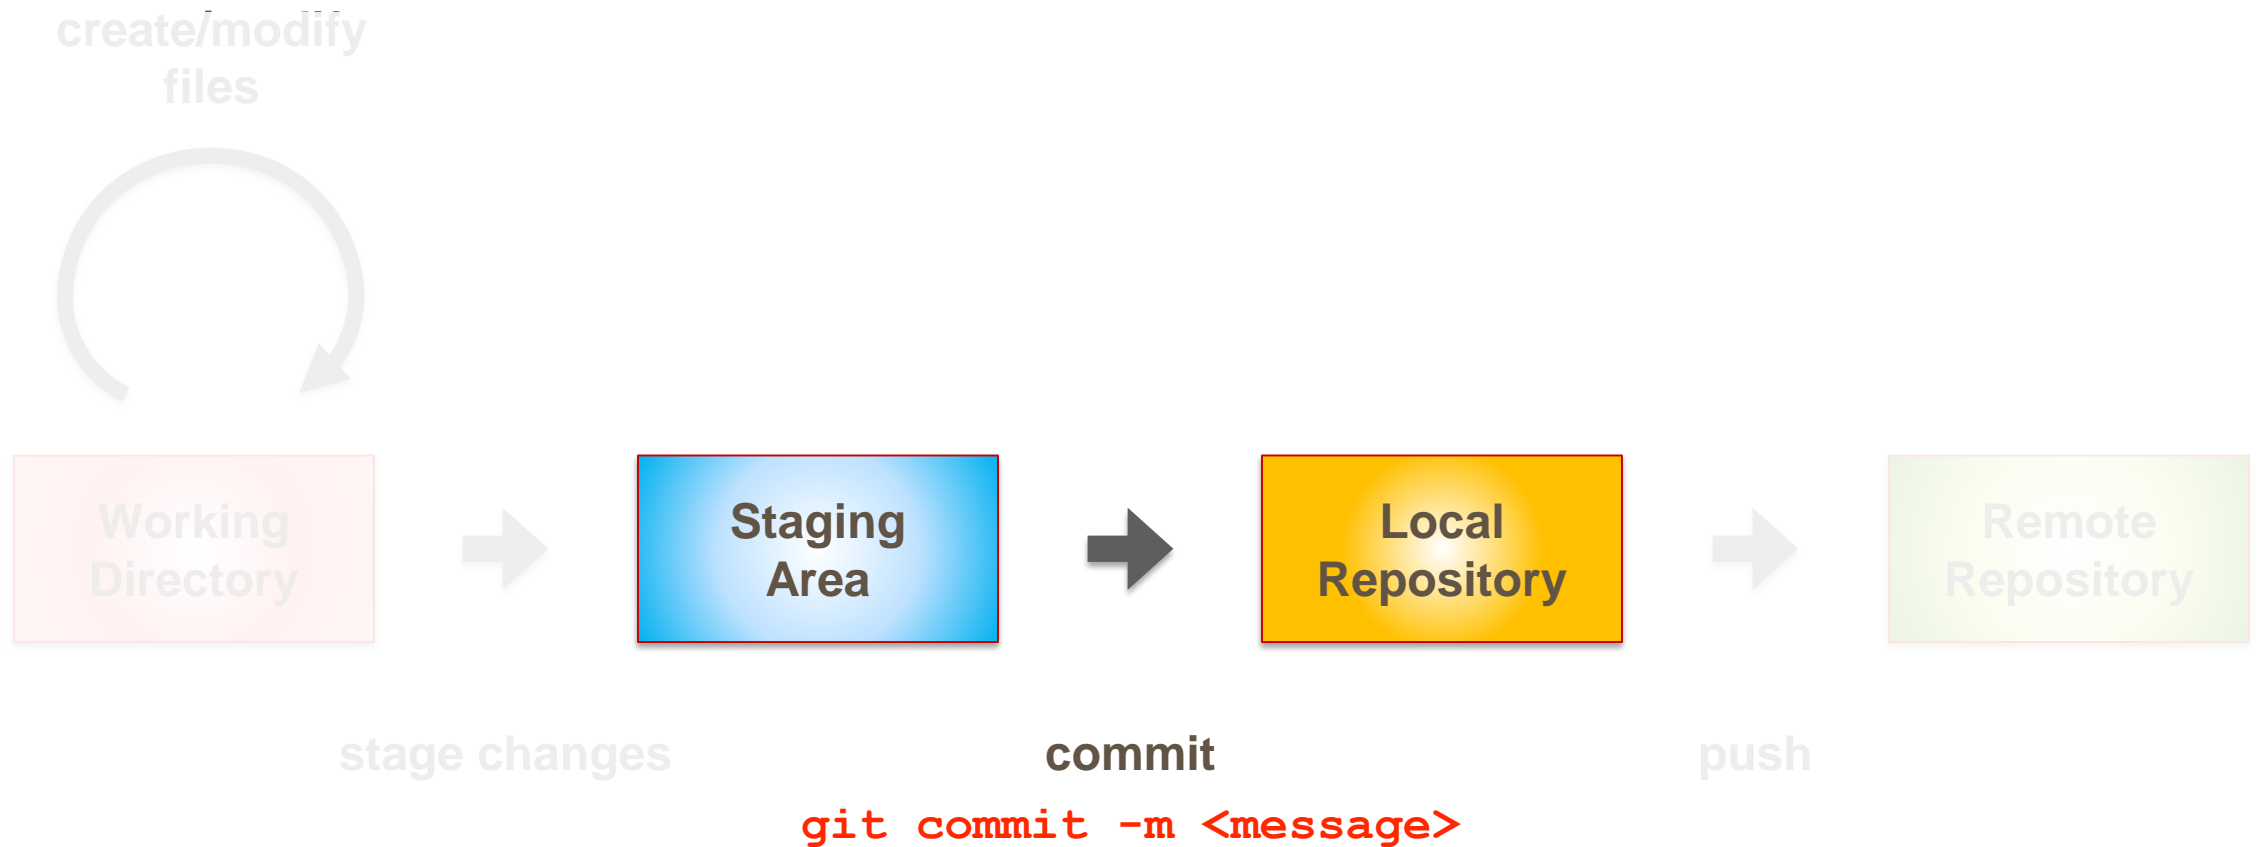 create/modify
files
Working
Directory
Staging
Area
Local
Repository
Remote
Repository
stage changes
commit
push
git commit -m <message>